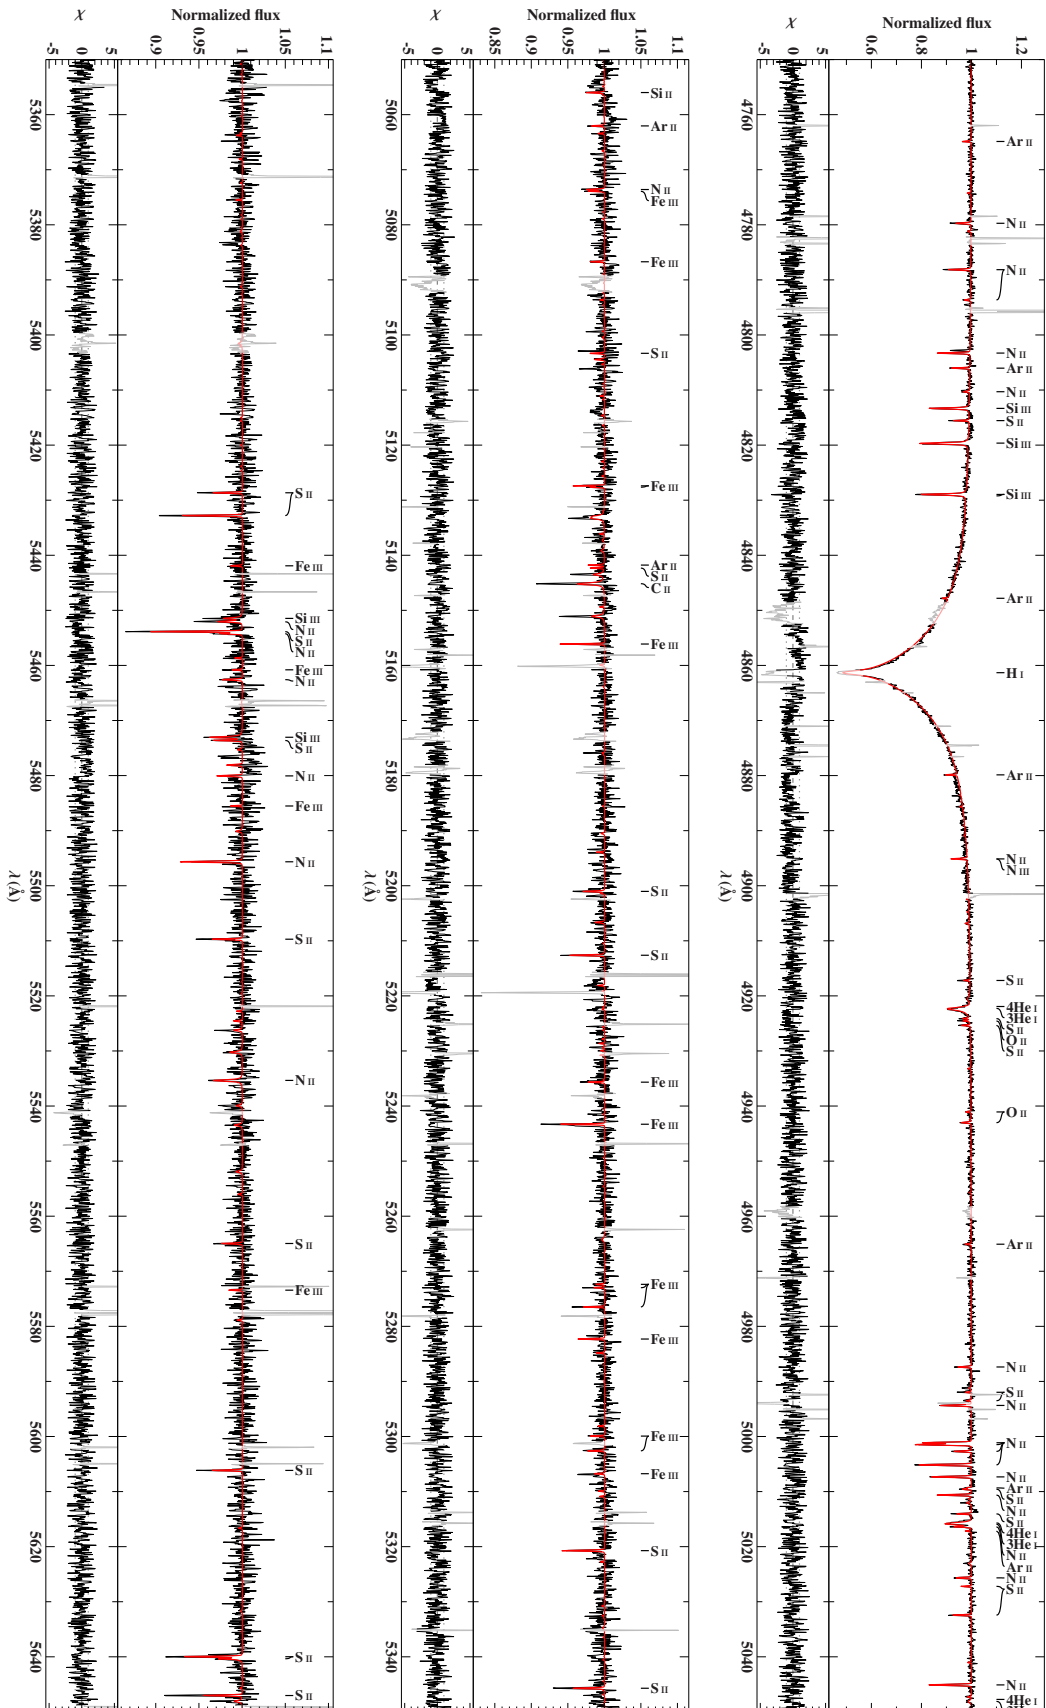 Normalized flux
1.2
1
0.8
0.6
Ar II
N II
N II
N II
Ar II
N II
Si III
S II
Si III
Si III
Ar II
H I
Ar II
N II
N III
S II
4He I
3He I
S II
O II
S II
O II
Ar II
N II
S II
N II
N II
N II
Ar II
S II
N II
S II
4He I
3He I
N II
Ar II
N II
S II
N II
4He I
χ
5
0
-5
4760 4780 4800 4820 4840 4860 4880 4900 4920 4940 4960 4980 5000 5020 5040
λ (Å)
Normalized flux
1.1
1.05
1
0.95
0.9
0.85
Si II
Ar II
N II
Fe III
Fe III
S II
Fe III
Ar II
S II
C II
Fe III
S II
S II
Fe III
Fe III
Fe III
Fe III
Fe III
Fe III
S II
S II
χ
5
0
-5
5060 5080 5100 5120 5140 5160 5180 5200 5220 5240 5260 5280 5300 5320 5340
λ (Å)
Normalized flux
1.1
1.05
1
0.95
0.9
S II
Fe III
Si III
N II
S II
N II
Fe III
N II
Si III
S II
N II
Fe III
N II
S II
N II
S II
Fe III
S II
S II
S II
χ
5
0
-5
5360 5380 5400 5420 5440 5460 5480 5500 5520 5540 5560 5580 5600 5620 5640
λ (Å)